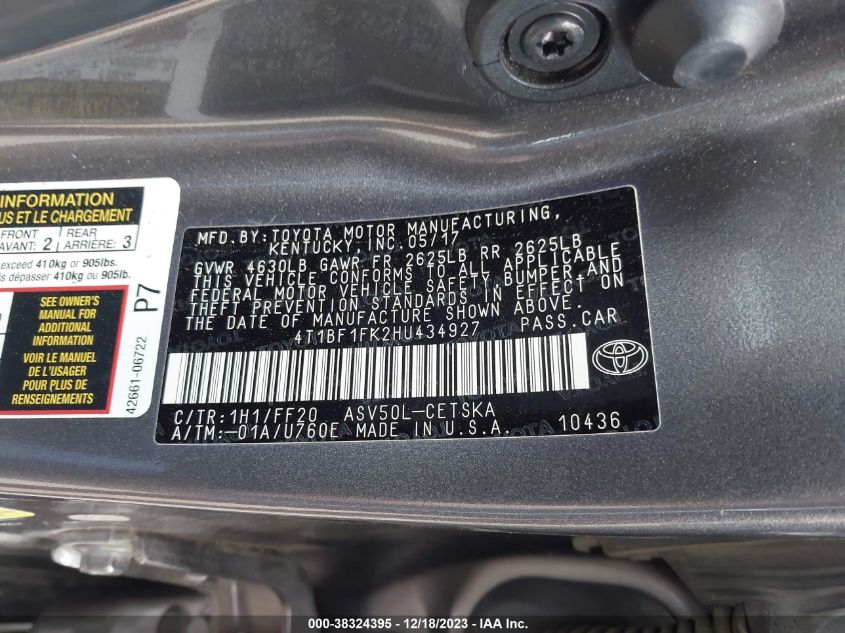 INFORMATION
US ET LE CHARGEMENT
FRONT REAR
AVANT: 2 ARRIÈRE: 3
exceed 410kg or 905lb.
dépasser 410kg ou 905lb.
SEE OWNER'S
MANUAL FOR
ADDITIONAL
INFORMATION
VOIR LE MANUEL
DE L'USAGER
POUR PLUS DE
RENSEIGNEMENTS
42661-06722 P7
MFD. BY: TOYOTA MOTOR MANUFACTURING,
KENTUCKY, INC. 05/17
GVWR 4630LB GAWR FR 2625LB RR 2625LB
THIS VEHICLE CONFORMS TO ALL APPLICABLE
FEDERAL MOTOR VEHICLE SAFETY, BUMPER, AND
THEFT PREVENTION STANDARDS IN EFFECT ON
THE DATE OF MANUFACTURE SHOWN ABOVE.
4T1BF1FK2HU434927 PASS. CAR
C/TR: 1H1/FF20 ASV50L-CETSKA
A/TM: -01A/U760E MADE IN U.S.A. 10436
000-38324395 - 12/18/2023 - IAA Inc.